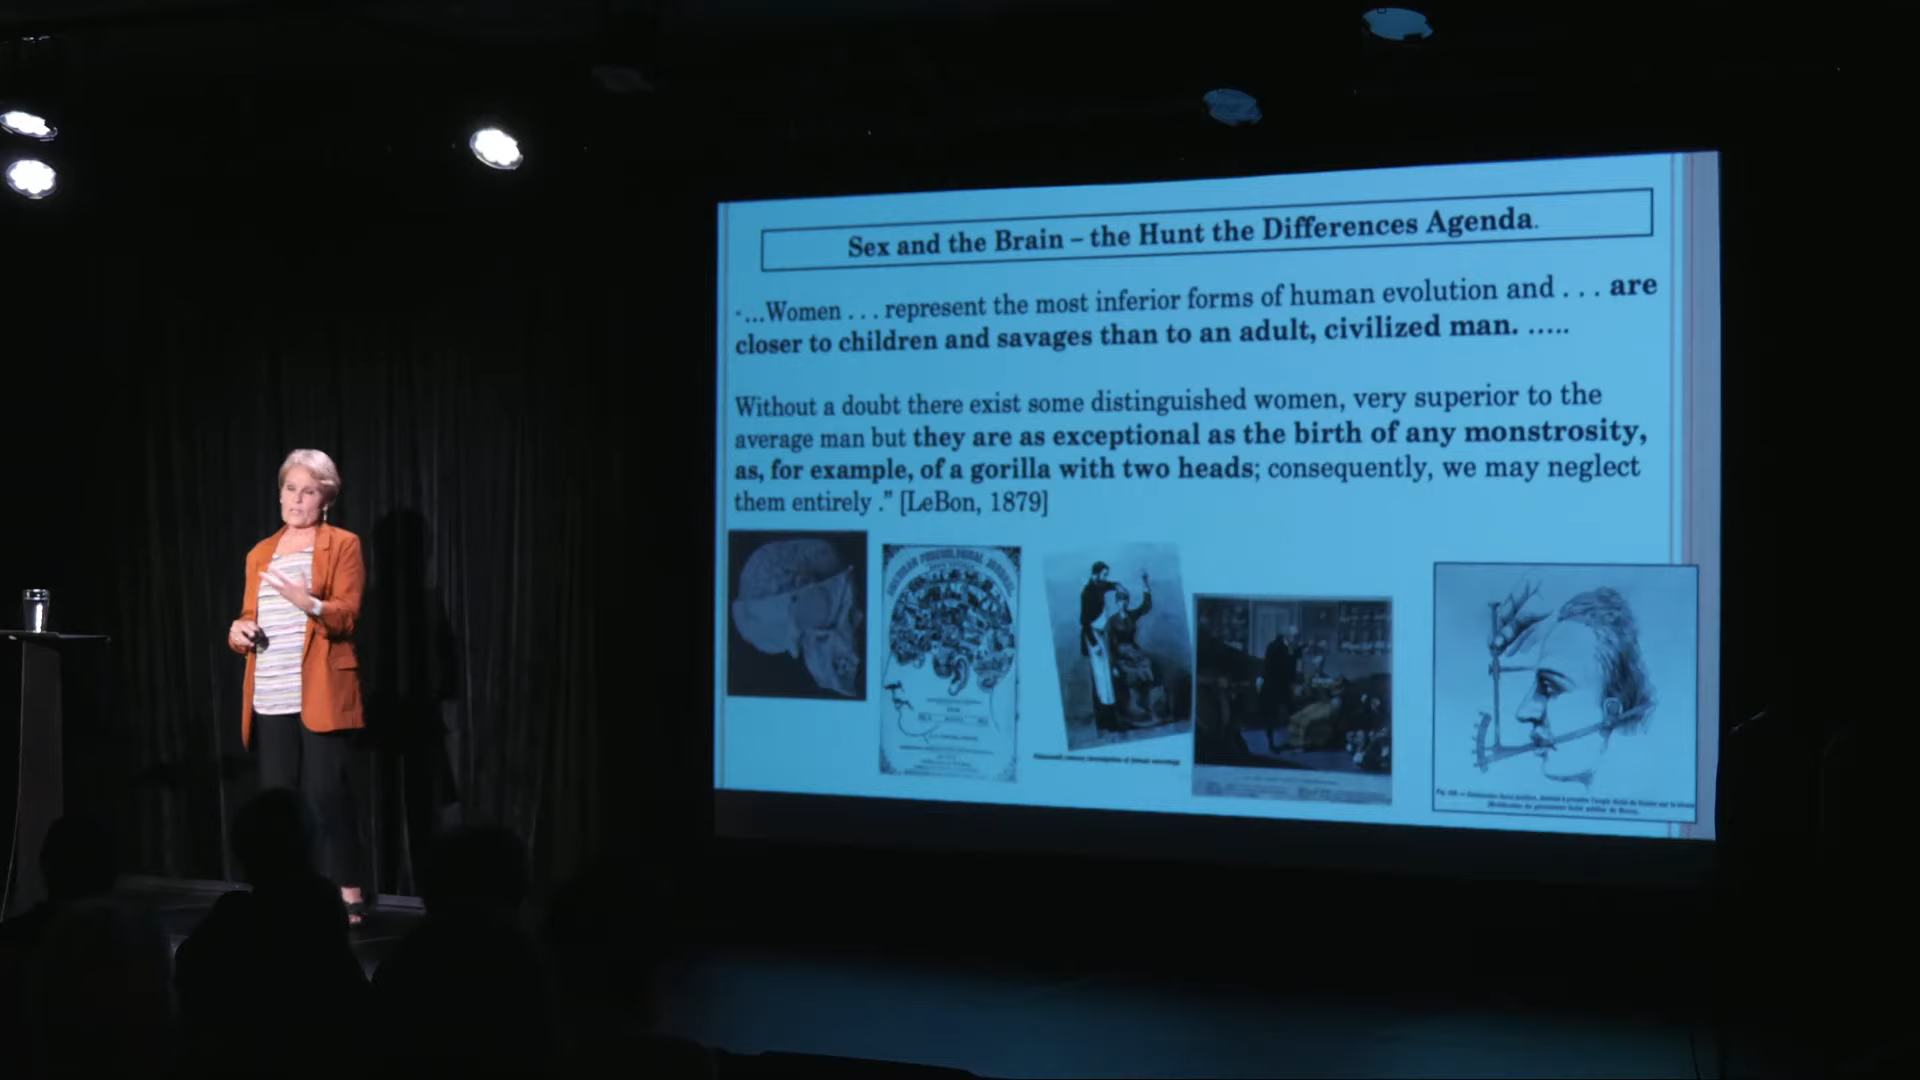 Sex and the Brain – the Hunt the Differences Agenda.
“...Women . . . represent the most inferior forms of human evolution and . . . are
closer to children and savages than to an adult, civilized man. .....
Without a doubt there exist some distinguished women, very superior to the
average man but they are as exceptional as the birth of any monstrosity,
as, for example, of a gorilla with two heads; consequently, we may neglect
them entirely .” [LeBon, 1879]